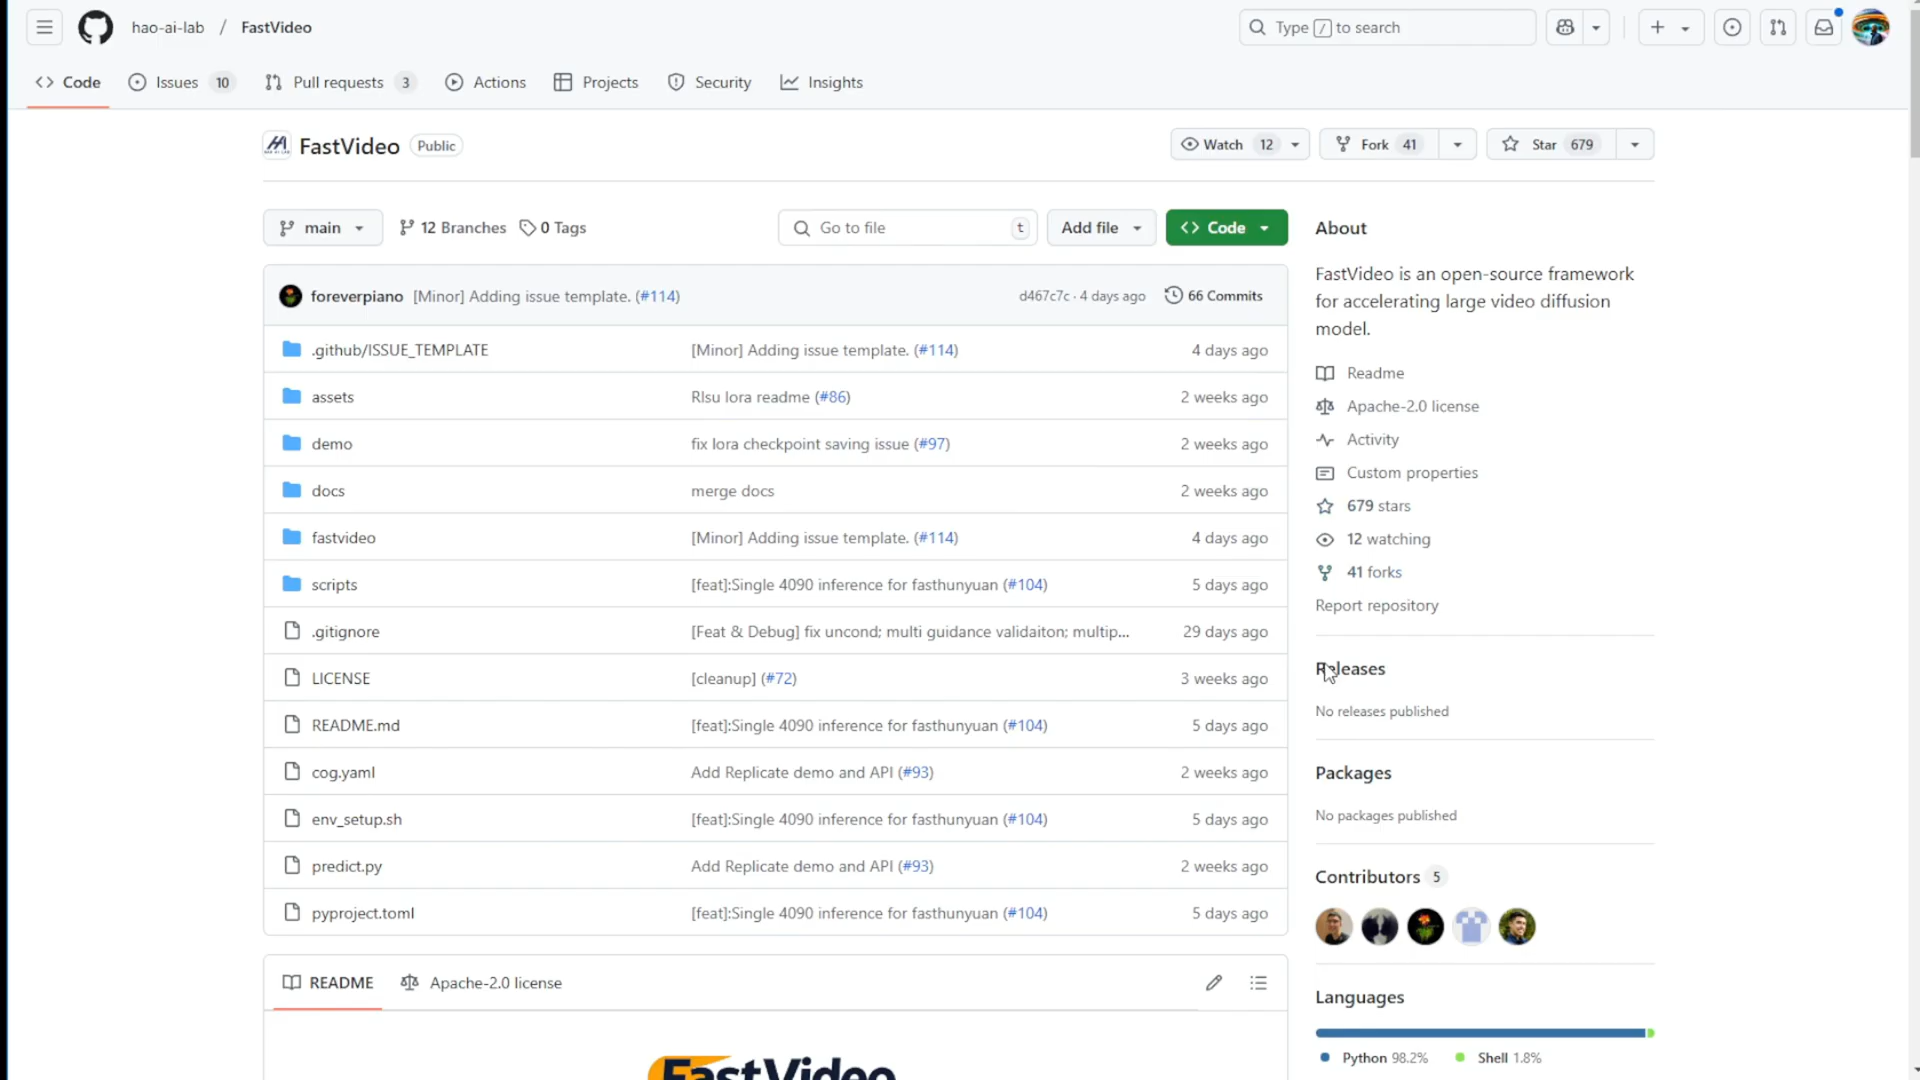 hao-ai-lab / FastVideo
Type / to search
Code
Issues 10
Pull requests 3
Actions
Projects
Security
Insights
FastVideo Public
Watch 12
Fork 41
Star 679
main
12 Branches
0 Tags
Go to file t
Add file
<> Code
foreverpiano [Minor] Adding issue template. (#114) d467c7c · 4 days ago 66 Commits
.github/ISSUE_TEMPLATE [Minor] Adding issue template. (#114) 4 days ago
assets Rlsu lora readme (#86) 2 weeks ago
demo fix lora checkpoint saving issue (#97) 2 weeks ago
docs merge docs 2 weeks ago
fastvideo [Minor] Adding issue template. (#114) 4 days ago
scripts [feat]:Single 4090 inference for fasthunyuan (#104) 5 days ago
.gitignore [Feat & Debug] fix uncond; multi guidance validaiton; multip... 29 days ago
LICENSE [cleanup] (#72) 3 weeks ago
README.md [feat]:Single 4090 inference for fasthunyuan (#104) 5 days ago
cog.yaml Add Replicate demo and API (#93) 2 weeks ago
env_setup.sh [feat]:Single 4090 inference for fasthunyuan (#104) 5 days ago
predict.py Add Replicate demo and API (#93) 2 weeks ago
pyproject.toml [feat]:Single 4090 inference for fasthunyuan (#104) 5 days ago
README
Apache-2.0 license
FastVideo
About
FastVideo is an open-source framework
for accelerating large video diffusion
model.
Readme
Apache-2.0 license
Activity
Custom properties
679 stars
12 watching
41 forks
Report repository
Releases
No releases published
Packages
No packages published
Contributors 5
Languages
Python 98.2% Shell 1.8%